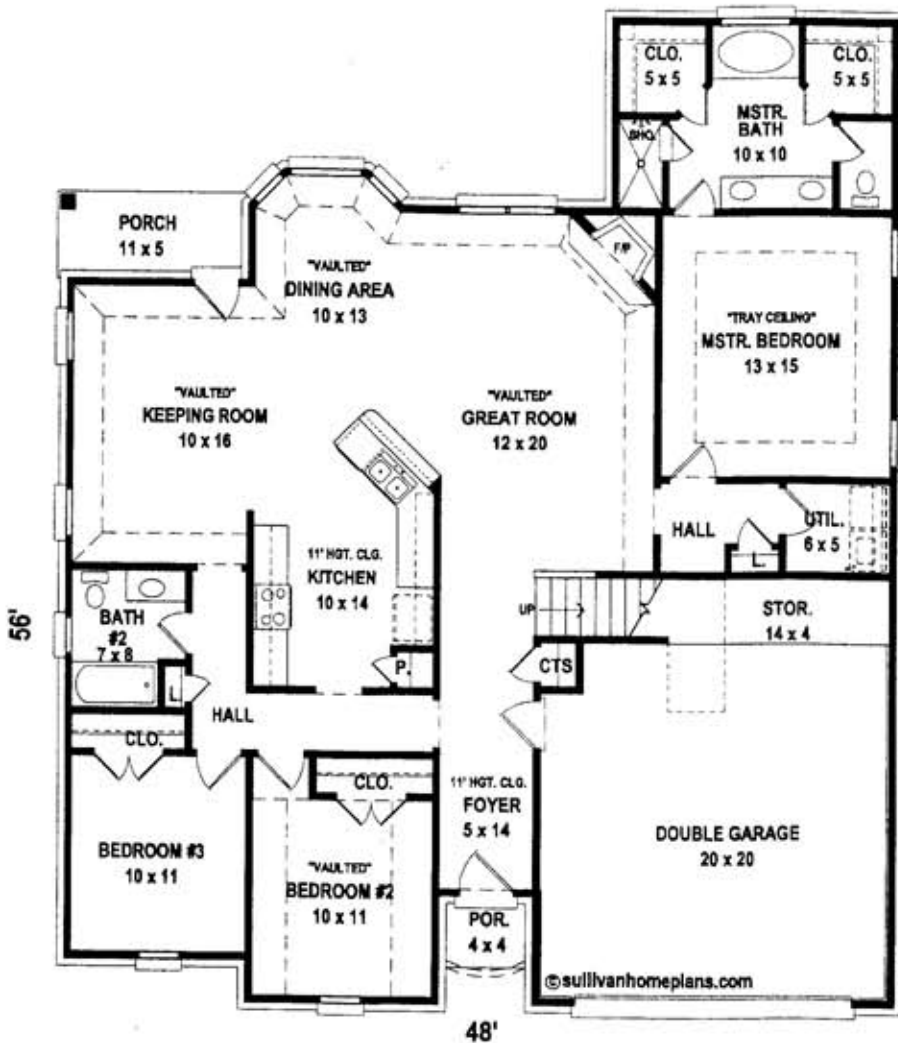 CLO.
5 x 5
CLO.
5 x 5
MSTR.
BATH
10 x 10
SHO.
PORCH
11 x 5
F/P
"VAULTED"
DINING AREA
10 x 13
"TRAY CEILING"
MSTR. BEDROOM
13 x 15
"VAULTED"
KEEPING ROOM
10 x 16
"VAULTED"
GREAT ROOM
12 x 20
HALL
UTIL.
6 x 5
L.
11' HGT. CLG.
KITCHEN
10 x 14
56'
BATH
#2
7 x 8
UP
STOR.
14 x 4
P.
CTS
L.
HALL
CLO.
CLO.
11' HGT. CLG.
FOYER
5 x 14
BEDROOM #3
10 x 11
"VAULTED"
BEDROOM #2
10 x 11
DOUBLE GARAGE
20 x 20
POR.
4 x 4
©sullivanhomeplans.com
48'